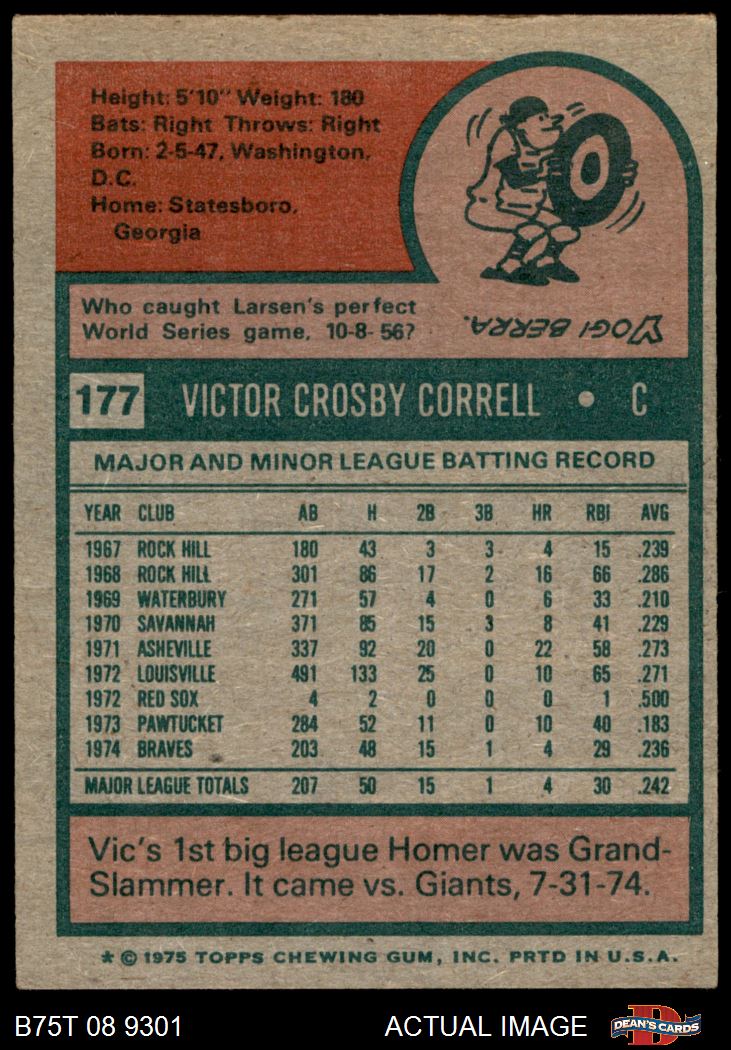 Height: 5'10" Weight: 180
Bats: Right Throws: Right
Born: 2-5-47, Washington,
D.C.
Home: Statesboro,
Georgia
Who caught Larsen's perfect
World Series game, 10-8-56?
YOGI BERRA.
177 VICTOR CROSBY CORRELL • C
MAJOR AND MINOR LEAGUE BATTING RECORD
YEAR CLUB AB H 2B 3B HR RBI AVG
1967 ROCK HILL 180 43 3 3 4 15 .239
1968 ROCK HILL 301 86 17 2 16 66 .286
1969 WATERBURY 271 57 4 0 6 33 .210
1970 SAVANNAH 371 85 15 3 8 41 .229
1971 ASHEVILLE 337 92 20 0 22 58 .273
1972 LOUISVILLE 491 133 25 0 10 65 .271
1972 RED SOX 4 2 0 0 0 1 .500
1973 PAWTUCKET 284 52 11 0 10 40 .183
1974 BRAVES 203 48 15 1 4 29 .236
MAJOR LEAGUE TOTALS 207 50 15 1 4 30 .242
Vic's 1st big league Homer was Grand-
Slammer. It came vs. Giants, 7-31-74.
* © 1975 TOPPS CHEWING GUM, INC. PRTD IN U.S.A.
B75T 08 9301 ACTUAL IMAGE DEAN'S CARDS